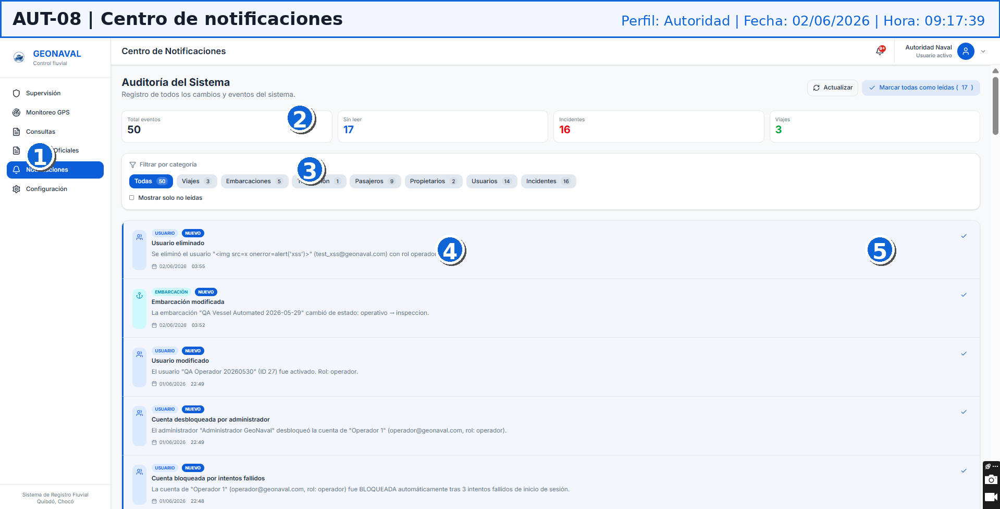 AUT-08 | Centro de notificaciones
Perfil: Autoridad | Fecha: 02/06/2026 | Hora: 09:17:39
GEONAVAL
Control fluvial
Centro de Notificaciones
9+
Autoridad Naval
Usuario activo
Supervisión
Monitoreo GPS
Consultas
Oficiales
1
Configuración
Sistema de Registro Fluvial
Quibdó, Chocó
Auditoría del Sistema
Registro de todos los cambios y eventos del sistema.
Actualizar
Marcar todas como leídas ( 17 )
Total eventos
50
2
Sin leer
17
Incidentes
16
Viajes
3
Filtrar por categoría
3
Todas 50
Viajes 3
Embarcaciones 5
1
Pasajeros 9
Propietarios 2
Usuarios 14
Incidentes 16
Mostrar solo no leídas
USUARIO NUEVO
Usuario eliminado
Se eliminó el usuario "<img src=x onerror=alert('xss')>" (test_xss@geonaval.com) con rol operador
02/06/2026 03:55
4
5
EMBARCACIÓN NUEVO
Embarcación modificada
La embarcación "QA Vessel Automated 2026-05-29" cambió de estado: operativo → inspeccion.
02/06/2026 03:52
USUARIO NUEVO
Usuario modificado
El usuario "QA Operador 20260530" (ID 27) fue activado. Rol: operador.
01/06/2026 22:49
USUARIO NUEVO
Cuenta desbloqueada por administrador
El administrador "Administrador GeoNaval" desbloqueó la cuenta de "Operador 1" (operador@geonaval.com, rol: operador).
01/06/2026 22:49
USUARIO NUEVO
Cuenta bloqueada por intentos fallidos
La cuenta de "Operador 1" (operador@geonaval.com, rol: operador) fue BLOQUEADA automáticamente tras 3 intentos fallidos de inicio de sesión.
01/06/2026 22:48